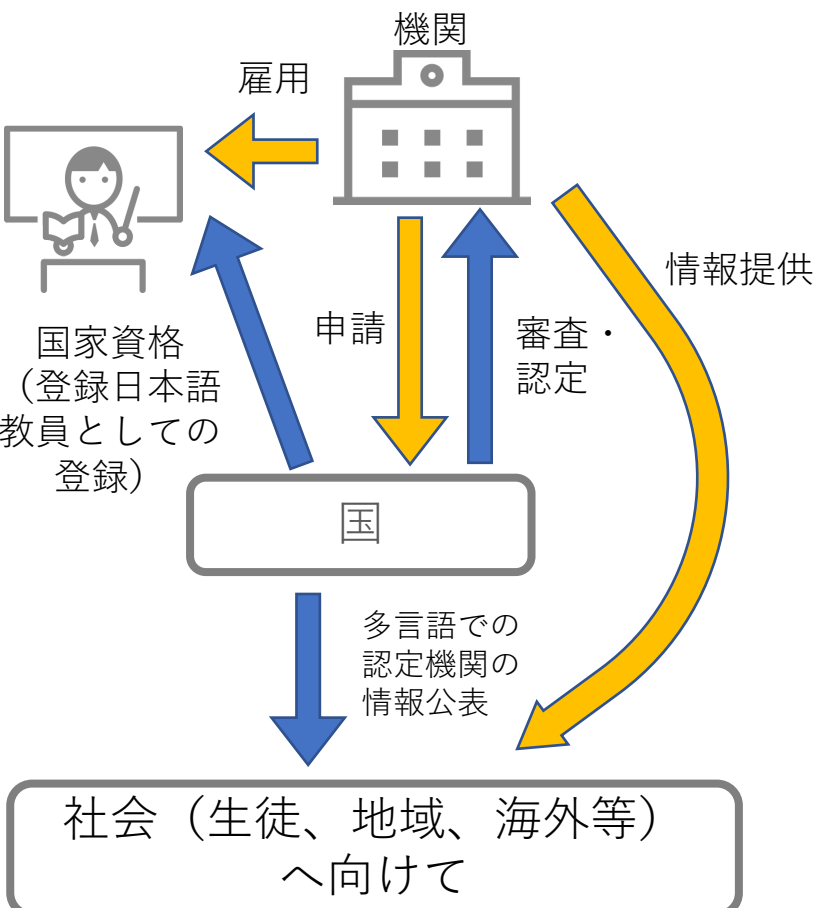 機関
雇用
情報提供
申請
審査・
認定
国家資格
（登録日本語
教員としての
登録）
国
多言語での
認定機関の
情報公表
社会（生徒、地域、海外等）
へ向けて